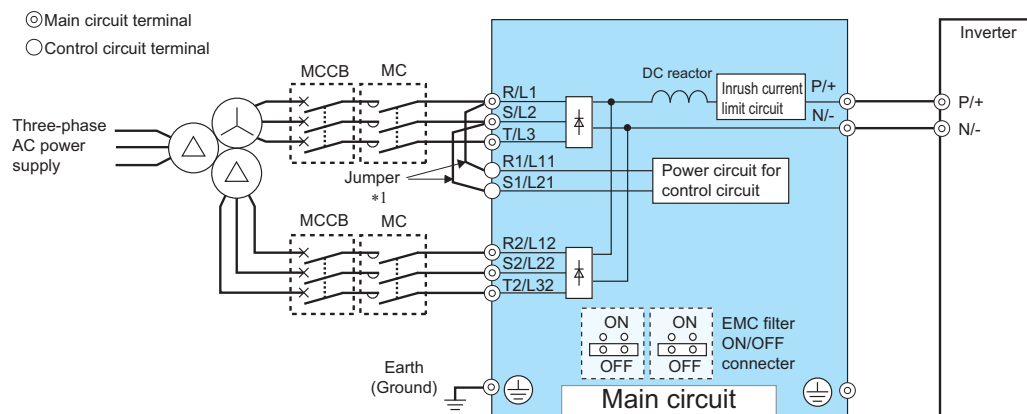 Main circuit terminal
Control circuit terminal
Three-phase
AC power
supply
MCCB
MC
Jumper
*1
MCCB
MC
Earth
(Ground)
R/L1
S/L2
T/L3
R1/L11
S1/L21
R2/L12
S2/L22
T2/L32
DC reactor
Inrush current
limit circuit
P/+
N/-
Power circuit for
control circuit
ON
OFF
ON
OFF
EMC filter
ON/OFF
connecter
Main circuit
Inverter
P/+
N/-